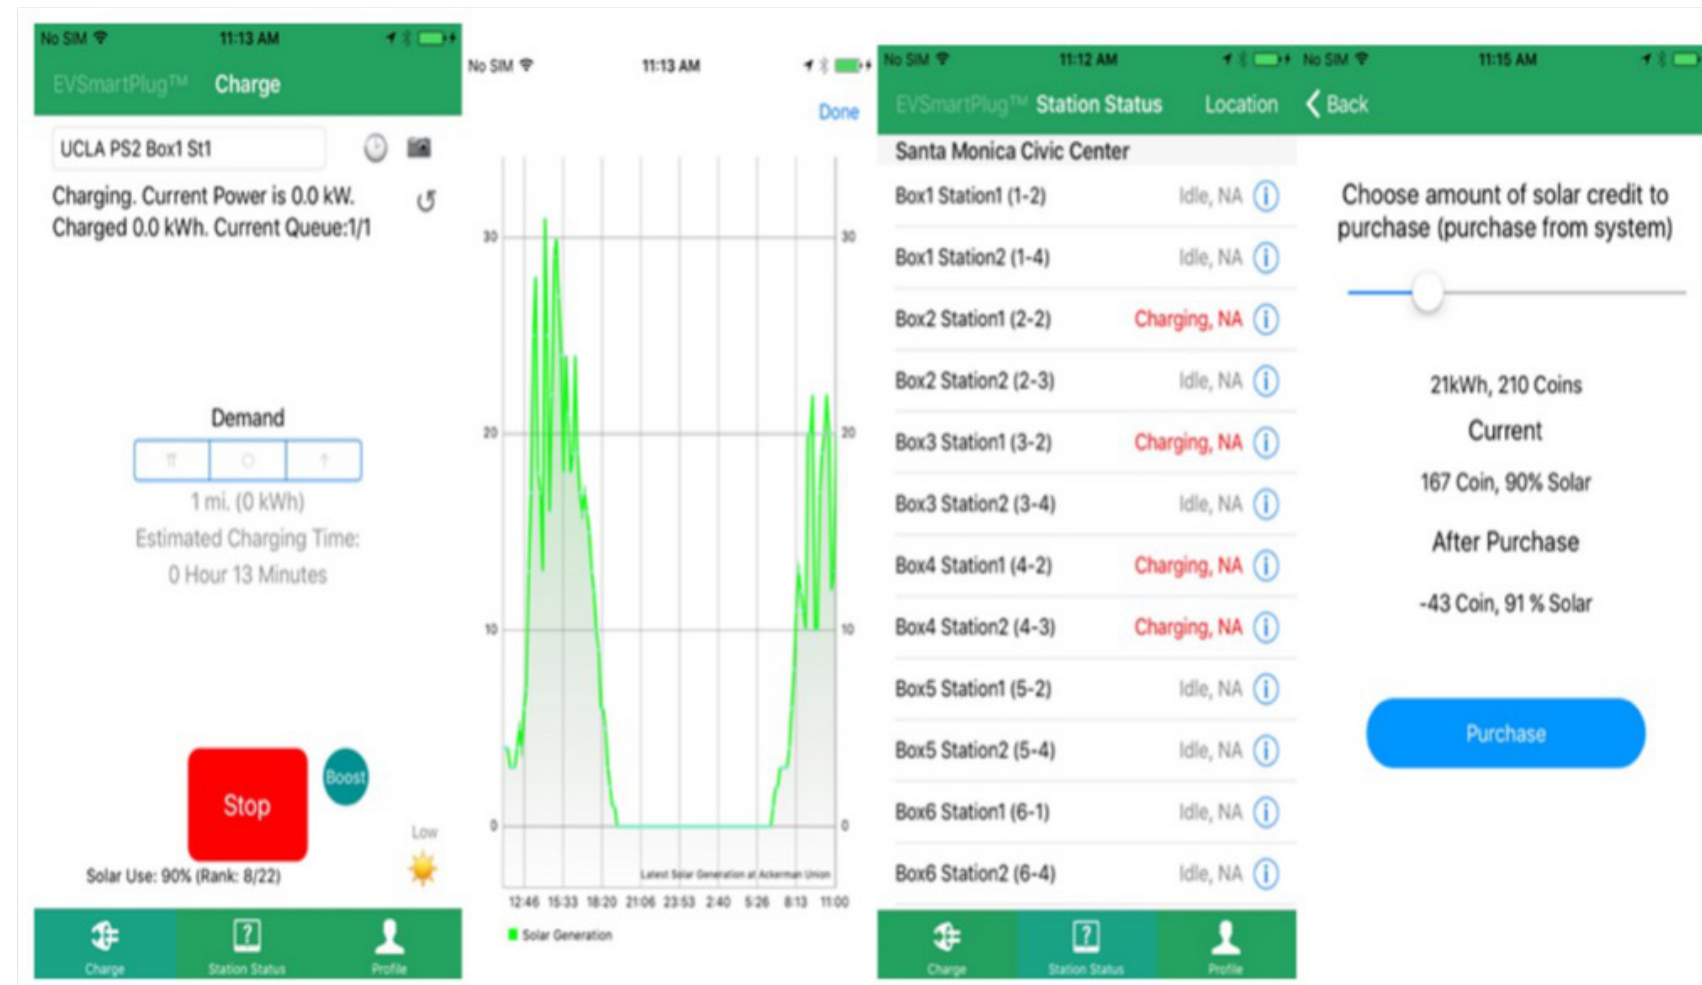 No SIM 11:13 AM
EVSmartPlug™ Charge
UCLA PS2 Box1 St1
Charging. Current Power is 0.0 kW.
Charged 0.0 kWh. Current Queue:1/1
Demand
1 mi. (0 kWh)
Estimated Charging Time:
0 Hour 13 Minutes
Stop
Boost
Low
Solar Use: 90% (Rank: 8/22)
Charge Station Status Profile
No SIM 11:13 AM
Done
30 30
20 20
10 10
0 0
Latest Solar Generation at Ackerman Union
12:46 15:33 18:20 21:06 23:53 2:40 5:26 8:13 11:00
Solar Generation
No SIM 11:12 AM
EVSmartPlug™ Station Status Location
Santa Monica Civic Center
Box1 Station1 (1-2) Idle, NA
Box1 Station2 (1-4) Idle, NA
Box2 Station1 (2-2) Charging, NA
Box2 Station2 (2-3) Idle, NA
Box3 Station1 (3-2) Charging, NA
Box3 Station2 (3-4) Idle, NA
Box4 Station1 (4-2) Charging, NA
Box4 Station2 (4-3) Charging, NA
Box5 Station1 (5-2) Idle, NA
Box5 Station2 (5-4) Idle, NA
Box6 Station1 (6-1) Idle, NA
Box6 Station2 (6-4) Idle, NA
Charge Station Status Profile
No SIM 11:15 AM
Back
Choose amount of solar credit to
purchase (purchase from system)
21kWh, 210 Coins
Current
167 Coin, 90% Solar
After Purchase
-43 Coin, 91 % Solar
Purchase